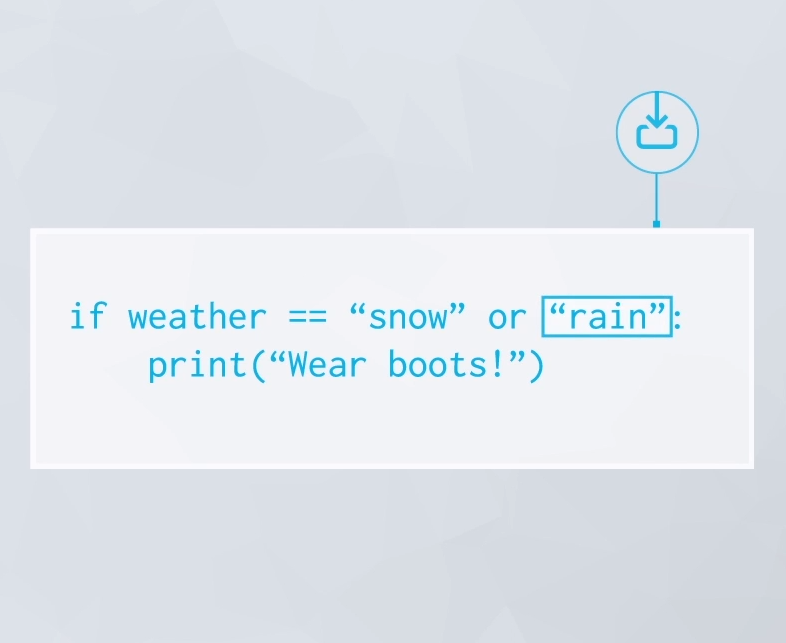 if weather == “snow” or “rain”:
    print(“Wear boots!”)